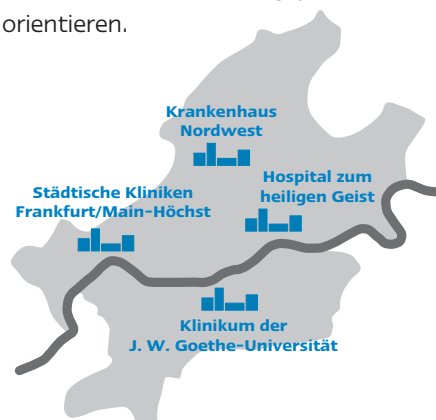 orientieren.
Krankenhaus
Nordwest
Hospital zum
heiligen Geist
Städtische Kliniken
Frankfurt/Main-Höchst
Klinikum der
J. W. Goethe-Universität